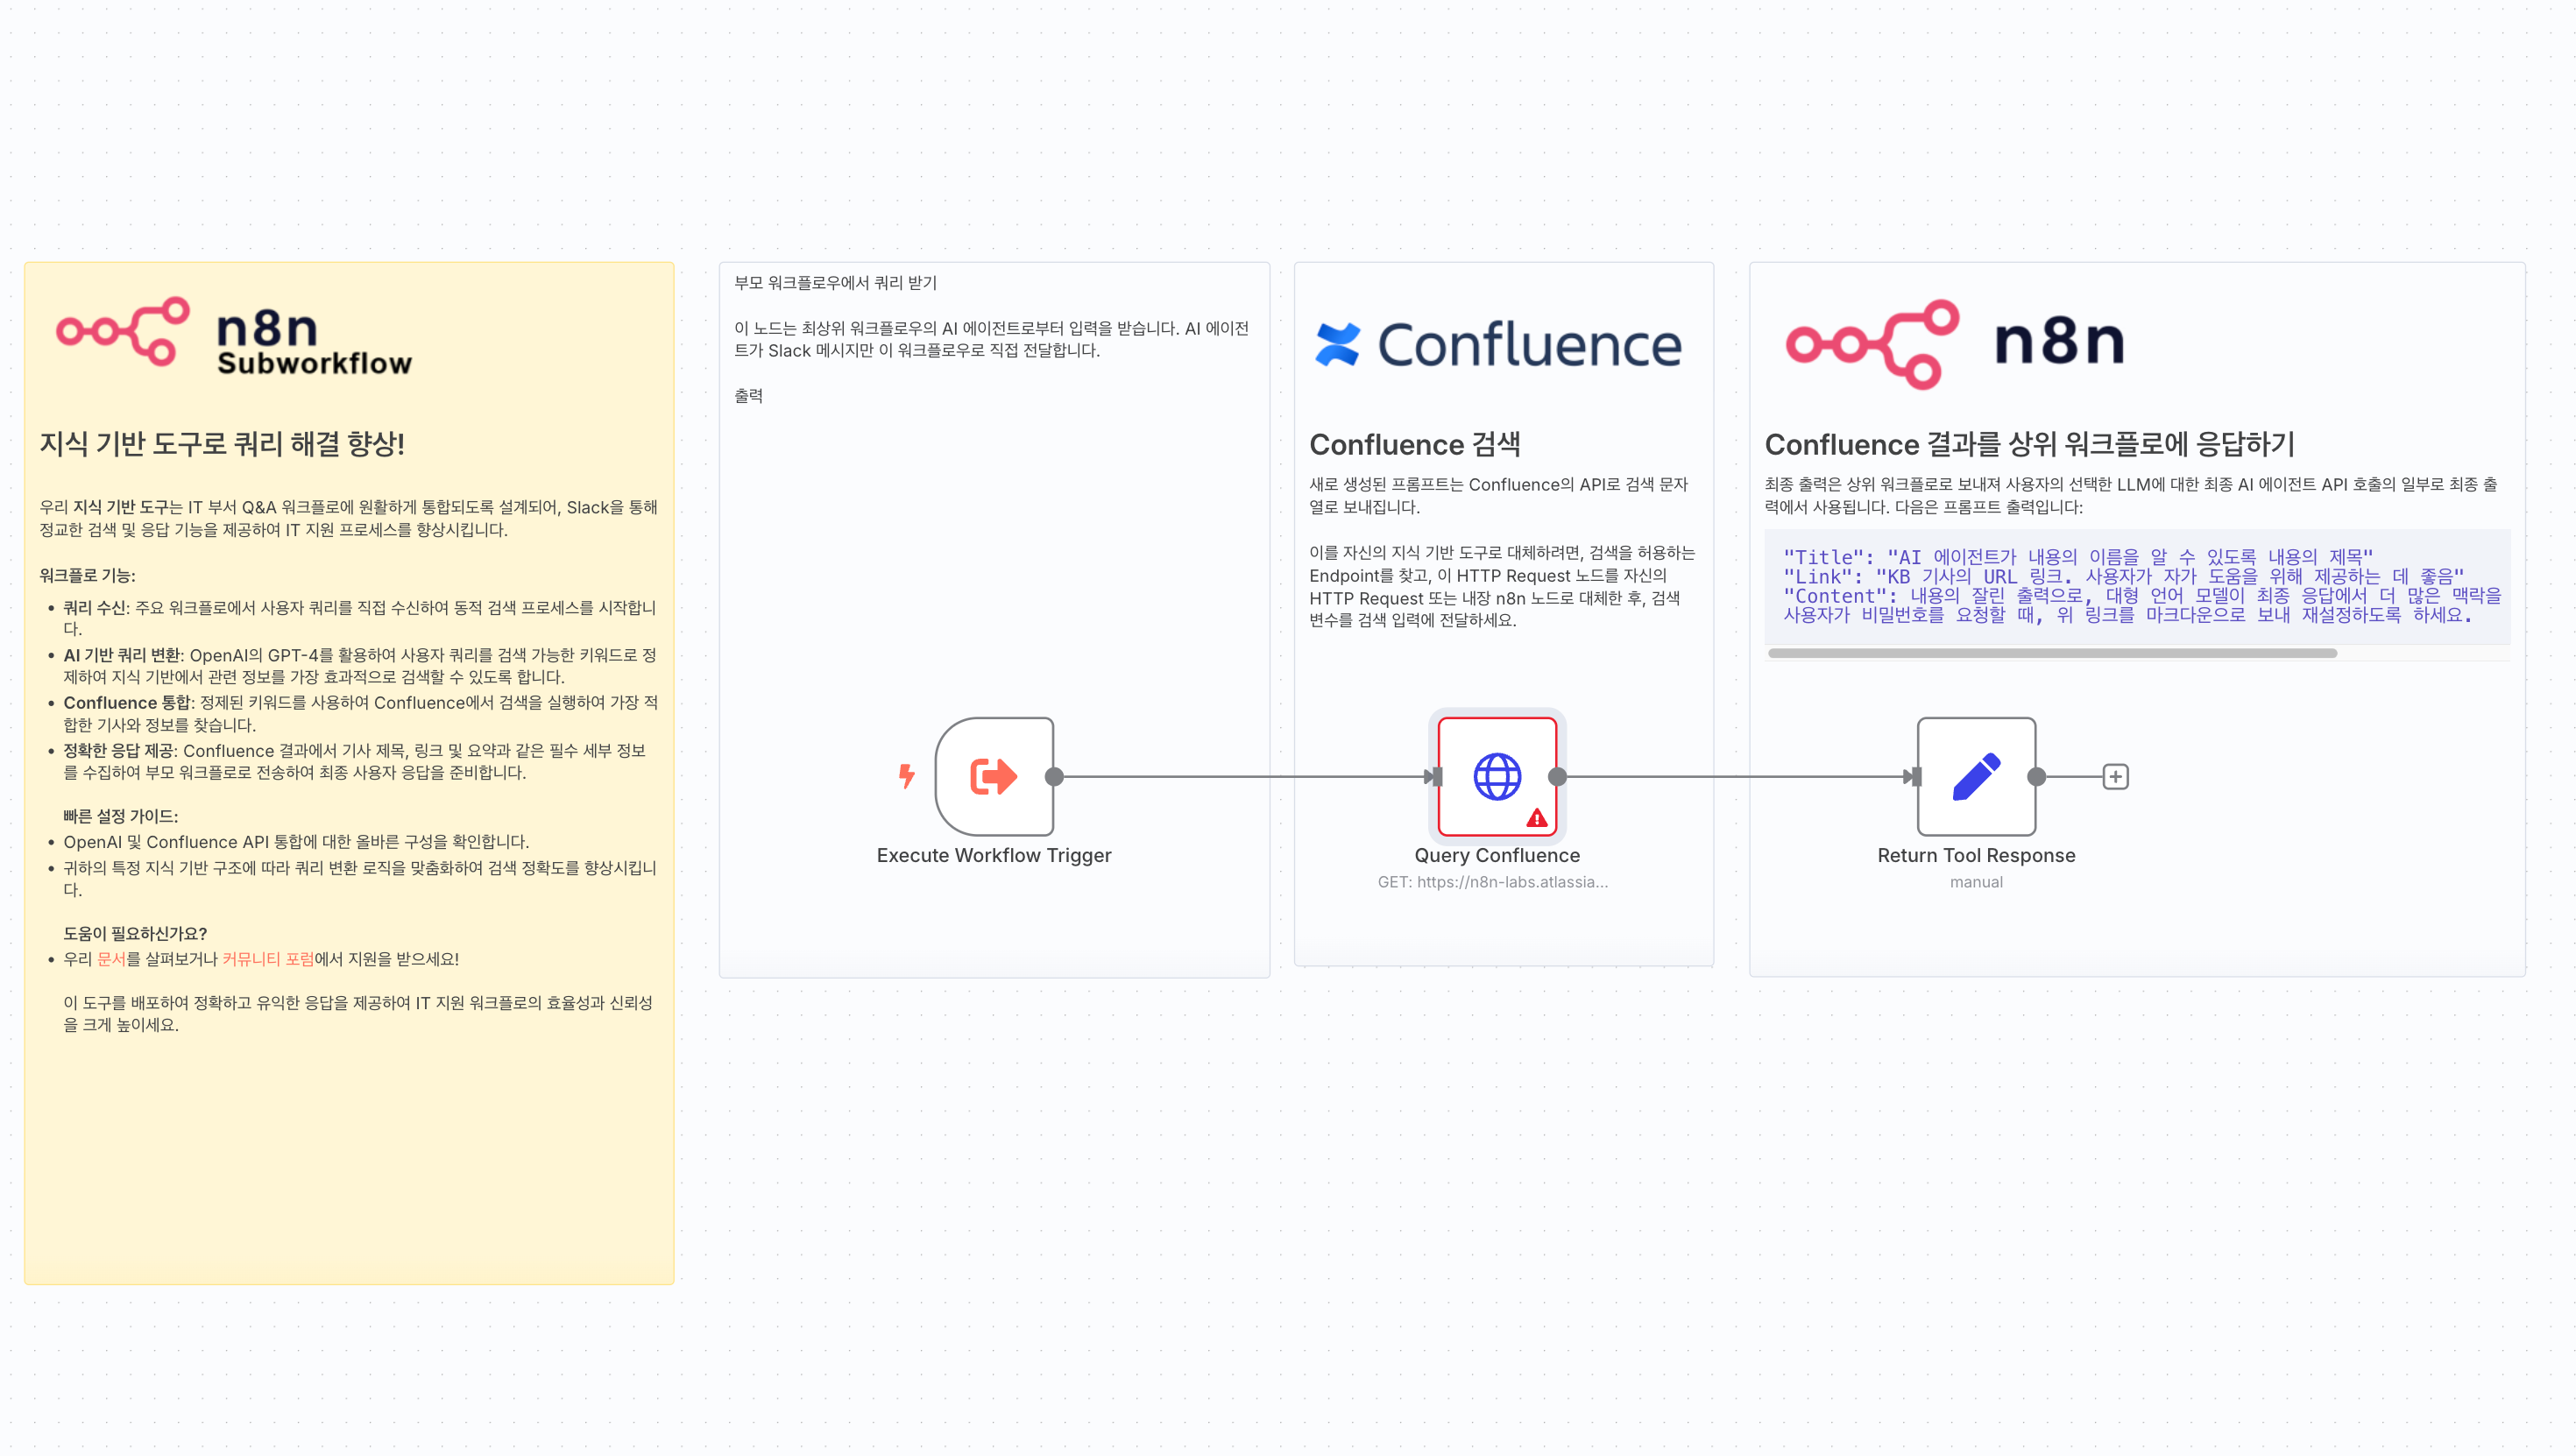 n8n
Subworkflow
지식 기반 도구로 쿼리 해결 향상!
우리 지식 기반 도구는 IT 부서 Q&A 워크플로에 원활하게 통합되도록 설계되어, Slack을 통해
정교한 검색 및 응답 기능을 제공하여 IT 지원 프로세스를 향상시킵니다.
워크플로 기능:
• 쿼리 수신: 주요 워크플로에서 사용자 쿼리를 직접 수신하여 동적 검색 프로세스를 시작합니
다.
• AI 기반 쿼리 변환: OpenAI의 GPT-4를 활용하여 사용자 쿼리를 검색 가능한 키워드로 정
제하여 지식 기반에서 관련 정보를 가장 효과적으로 검색할 수 있도록 합니다.
• Confluence 통합: 정제된 키워드를 사용하여 Confluence에서 검색을 실행하여 가장 적
합한 기사와 정보를 찾습니다.
• 정확한 응답 제공: Confluence 결과에서 기사 제목, 링크 및 요약과 같은 필수 세부 정보
를 수집하여 부모 워크플로로 전송하여 최종 사용자 응답을 준비합니다.
빠른 설정 가이드:
• OpenAI 및 Confluence API 통합에 대한 올바른 구성을 확인합니다.
• 귀하의 특정 지식 기반 구조에 따라 쿼리 변환 로직을 맞춤화하여 검색 정확도를 향상시킵니
다.
도움이 필요하신가요?
• 우리 문서를 살펴보거나 커뮤니티 포럼에서 지원을 받으세요!
이 도구를 배포하여 정확하고 유익한 응답을 제공하여 IT 지원 워크플로의 효율성과 신뢰성
을 크게 높이세요.
부모 워크플로우에서 쿼리 받기
이 노드는 최상위 워크플로우의 AI 에이전트로부터 입력을 받습니다. AI 에이전
트가 Slack 메시지만 이 워크플로우로 직접 전달합니다.
출력
Execute Workflow Trigger
Confluence
Confluence 검색
새로 생성된 프롬프트는 Confluence의 API로 검색 문자
열로 보내집니다.
이를 자신의 지식 기반 도구로 대체하려면, 검색을 허용하는
Endpoint를 찾고, 이 HTTP Request 노드를 자신의
HTTP Request 또는 내장 n8n 노드로 대체한 후, 검색
변수를 검색 입력에 전달하세요.
Query Confluence
GET: https://n8n-labs.atlassia...
n8n
Confluence 결과를 상위 워크플로에 응답하기
최종 출력은 상위 워크플로로 보내져 사용자의 선택한 LLM에 대한 최종 AI 에이전트 API 호출의 일부로 최종 출
력에서 사용됩니다. 다음은 프롬프트 출력입니다:
"Title": "AI 에이전트가 내용의 이름을 알 수 있도록 내용의 제목"
"Link": "KB 기사의 URL 링크. 사용자가 자가 도움을 위해 제공하는 데 좋음"
"Content": 내용의 잘린 출력으로, 대형 언어 모델이 최종 응답에서 더 많은 맥락을
사용자가 비밀번호를 요청할 때, 위 링크를 마크다운으로 보내 재설정하도록 하세요.
Return Tool Response
manual